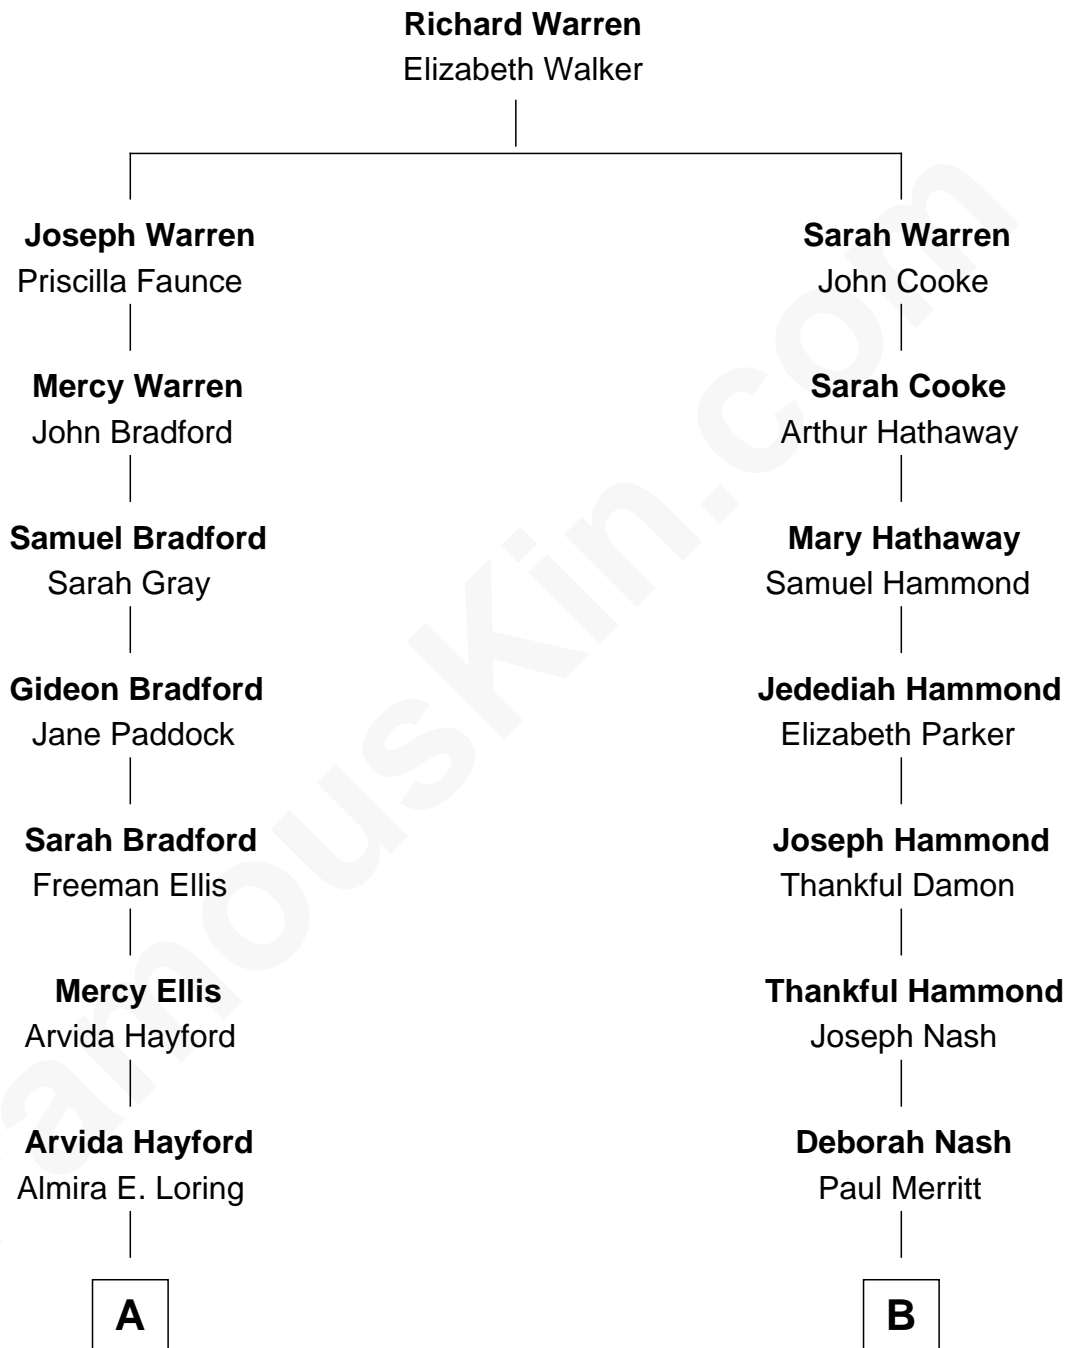 Richard Warren
Elizabeth Walker
Joseph Warren
Priscilla Faunce
Sarah Warren
John Cooke
Mercy Warren
John Bradford
Sarah Cooke
Arthur Hathaway
Samuel Bradford
Sarah Gray
Mary Hathaway
Samuel Hammond
Gideon Bradford
Jane Paddock
Jedediah Hammond
Elizabeth Parker
Sarah Bradford
Freeman Ellis
Joseph Hammond
Thankful Damon
Mercy Ellis
Arvida Hayford
Thankful Hammond
Joseph Nash
Arvida Hayford
Almira E. Loring
Deborah Nash
Paul Merritt
A
B
amousKin.com